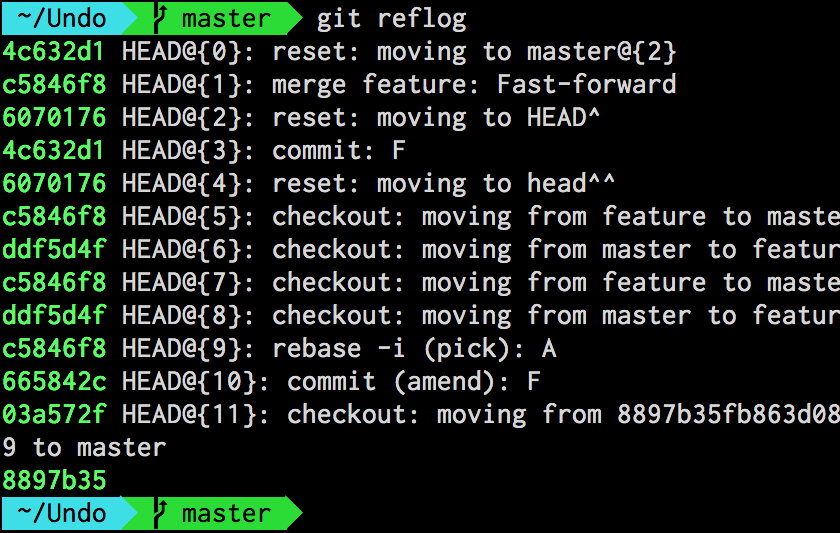 ~/Undo master git reflog
4c632d1 HEAD@{0}: reset: moving to master@{2}
c5846f8 HEAD@{1}: merge feature: Fast-forward
6070176 HEAD@{2}: reset: moving to HEAD^
4c632d1 HEAD@{3}: commit: F
6070176 HEAD@{4}: reset: moving to head^^
c5846f8 HEAD@{5}: checkout: moving from feature to maste
ddf5d4f HEAD@{6}: checkout: moving from master to featur
c5846f8 HEAD@{7}: checkout: moving from feature to maste
ddf5d4f HEAD@{8}: checkout: moving from master to featur
c5846f8 HEAD@{9}: rebase -i (pick): A
665842c HEAD@{10}: commit (amend): F
03a572f HEAD@{11}: checkout: moving from 8897b35fb863d08
9 to master
8897b35
~/Undo master